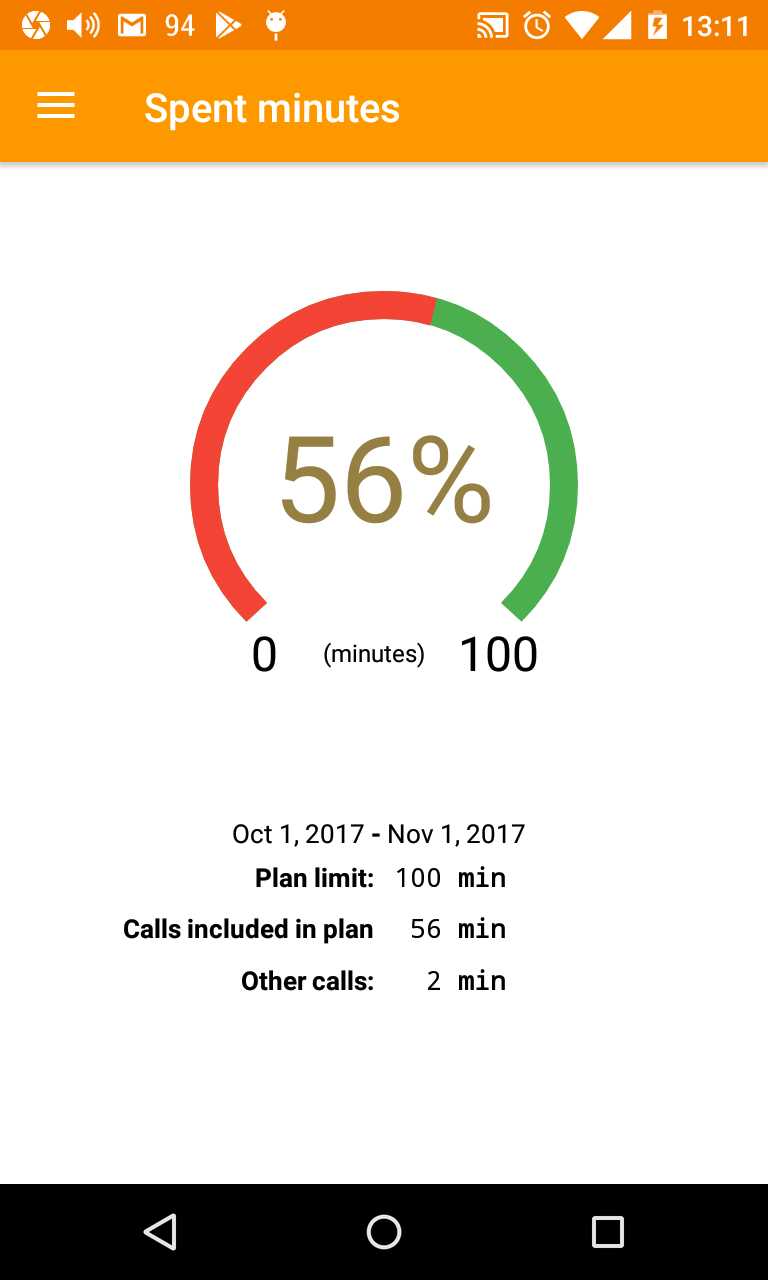 94 13:11
Spent minutes
56%
0 (minutes) 100
Oct 1, 2017 - Nov 1, 2017
Plan limit: 100 min
Calls included in plan 56 min
Other calls: 2 min